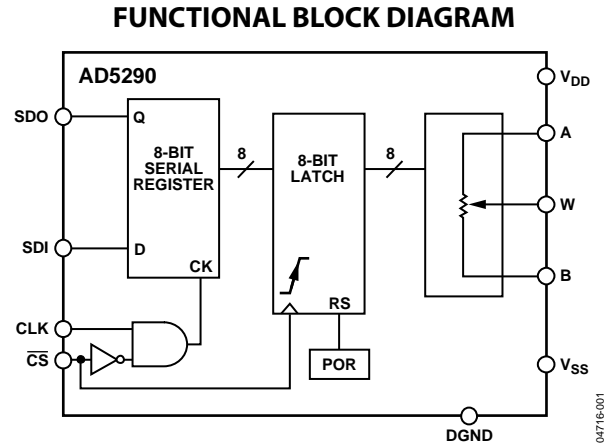 FUNCTIONAL BLOCK DIAGRAM
AD5290
VDD
SDO
Q
A
8-BIT
SERIAL
REGISTER
8
8-BIT
LATCH
8
W
SDI
D
CK
B
RS
CLK
CS
POR
VSS
DGND
04716-001